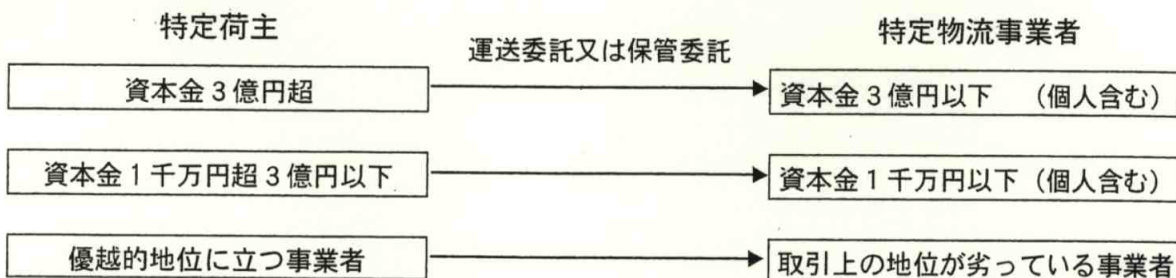 特定荷主
特定物流事業者
運送委託又は保管委託
資本金3億円超
資本金3億円以下 (個人含む)
資本金1千万円超3億円以下
資本金1千万円以下 (個人含む)
優越的地位に立つ事業者
取引上の地位が劣っている事業者